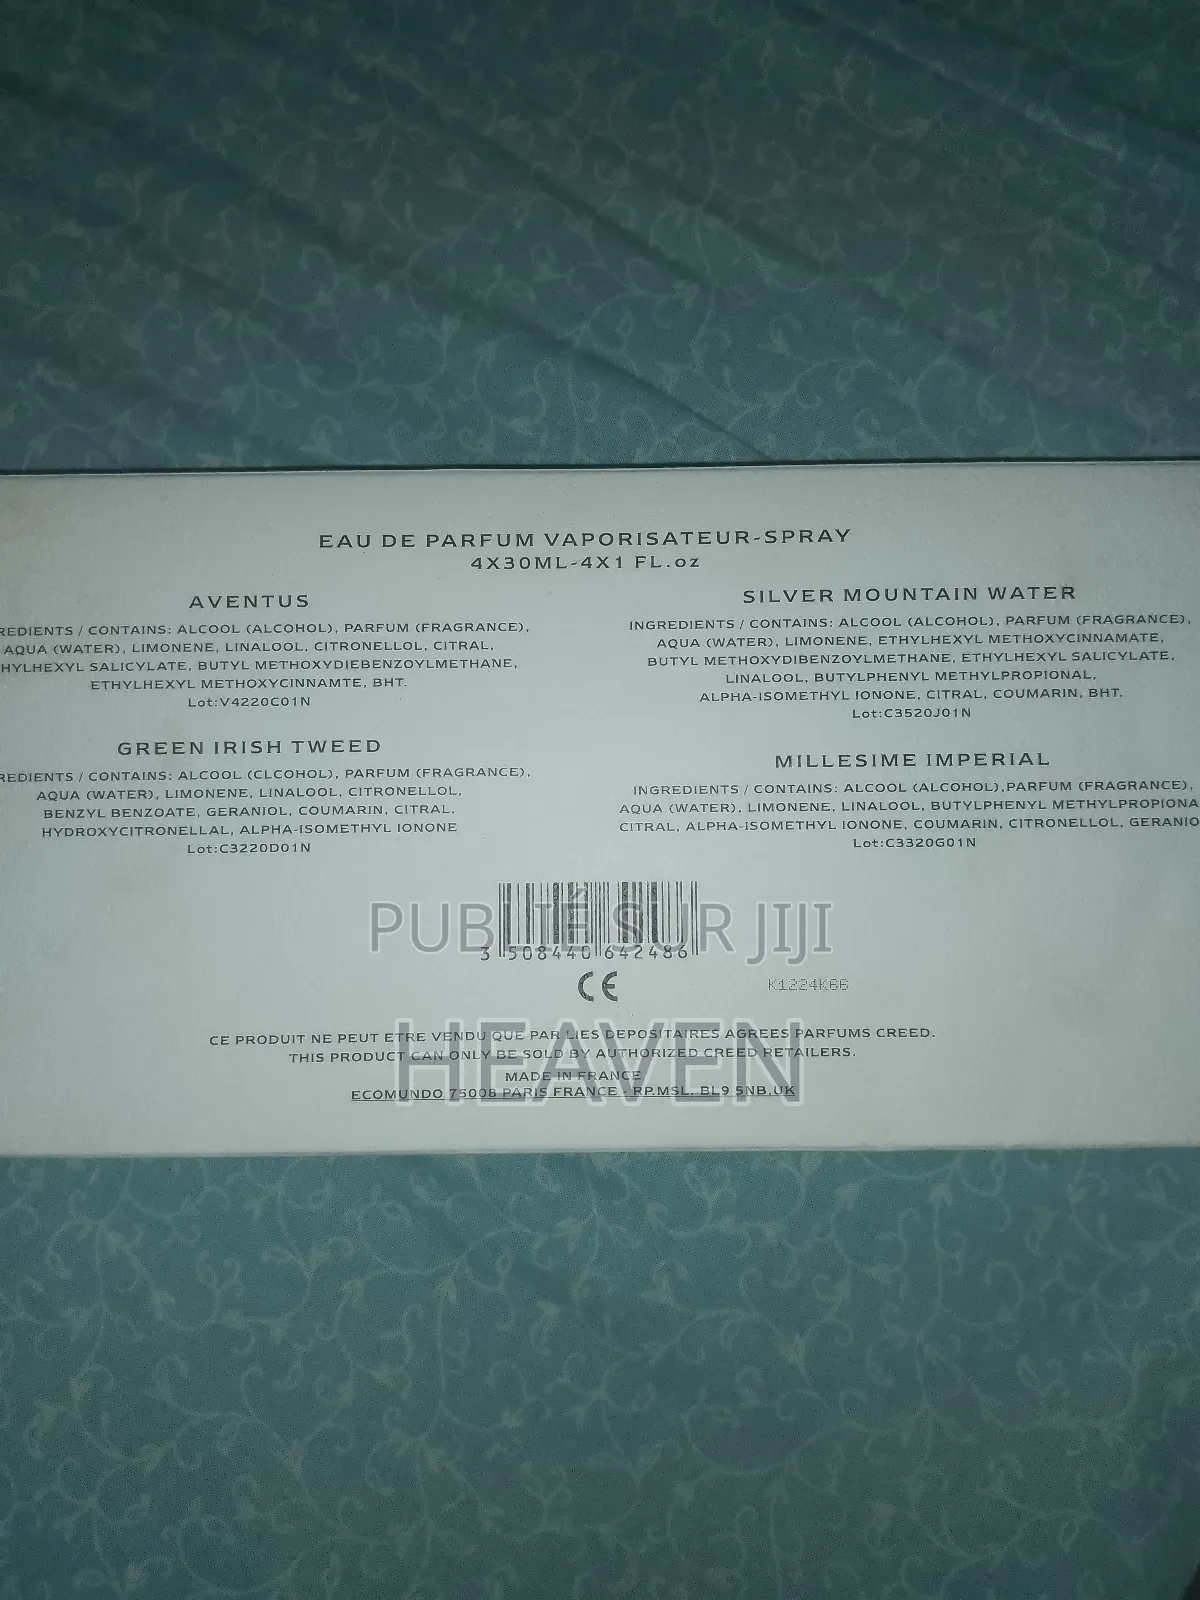 EAU DE PARFUM VAPORISATEUR-SPRAY
4X30ML-4X1 FL.oz
AVENTUS
REDIENTS / CONTAINS: ALCOOL (ALCOHOL), PARFUM (FRAGRANCE),
AQUA (WATER), LIMONENE, LINALOOL, CITRONELLOL, CITRAL,
HYLHEXYL SALICYLATE, BUTYL METHOXYDIEBENZOYLMETHANE,
ETHYLHEXYL METHOXYCINNAMTE, BHT.
Lot:V4220C01N
GREEN IRISH TWEED
REDIENTS / CONTAINS: ALCOOL (CLCOHOL), PARFUM (FRAGRANCE),
AQUA (WATER), LIMONENE, LINALOOL, CITRONELLOL,
BENZYL BENZOATE, GERANIOL, COUMARIN, CITRAL,
HYDROXYCITRONELLAL, ALPHA-ISOMETHYL IONONE
Lot:C3220D01N
SILVER MOUNTAIN WATER
INGREDIENTS / CONTAINS: ALCOOL (ALCOHOL), PARFUM (FRAGRANCE),
AQUA (WATER), LIMONENE, ETHYLHEXYL METHOXYCINNAMATE,
BUTYL METHOXYDIBENZOYLMETHANE, ETHYLHEXYL SALICYLATE,
LINALOOL, BUTYLPHENYL METHYLPROPIONAL,
ALPHA-ISOMETHYL IONONE, CITRAL, COUMARIN, BHT.
Lot:C3520J01N
MILLESIME IMPERIAL
INGREDIENTS / CONTAINS: ALCOOL (ALCOHOL),PARFUM (FRAGRANCE),
AQUA (WATER), LIMONENE, LINALOOL, BUTYLPHENYL METHYLPROPIONA
CITRAL, ALPHA-ISOMETHYL IONONE, COUMARIN, CITRONELLOL, GERANIO
Lot:C3320G01N
PUBLIÉ SUR JIJI
3 508440 642486
CE
K1224K66
HEAVEN
CE PRODUIT NE PEUT ETRE VENDU QUE PAR LES DEPOSITAIRES AGREES PARFUMS CREED.
THIS PRODUCT CAN ONLY BE SOLD BY AUTHORIZED CREED RETAILERS.
MADE IN FRANCE
ECOMUNDO 75008 PARIS FRANCE - RP.MSL. BL9 5NB.UK